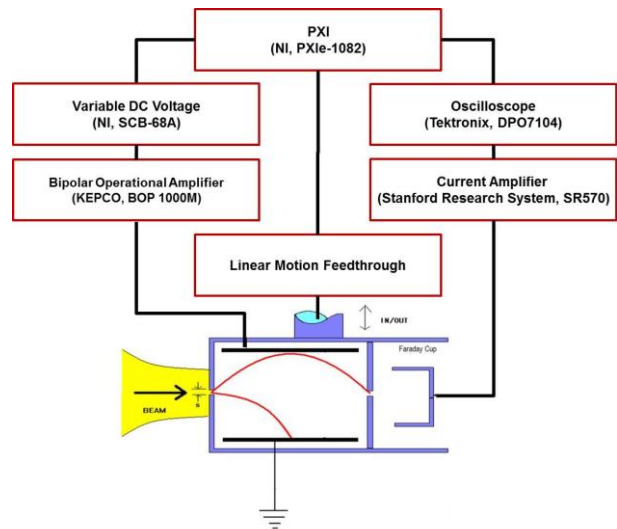 PXI
(NI, PXIe-1082)
Variable DC Voltage
(NI, SCB-68A)
Oscilloscope
(Tektronix, DPO7104)
Bipolar Operational Amplifier
(KEPCO, BOP 1000M)
Current Amplifier
(Stanford Research System, SR570)
Linear Motion Feedthrough
IN/OUT
Faraday Cup
BEAM
s